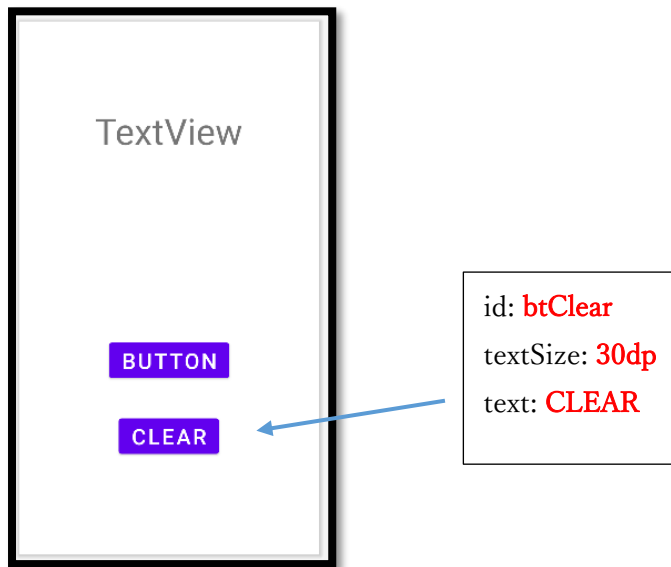 TextView
BUTTON
CLEAR
id: btClear
textSize: 30dp
text: CLEAR